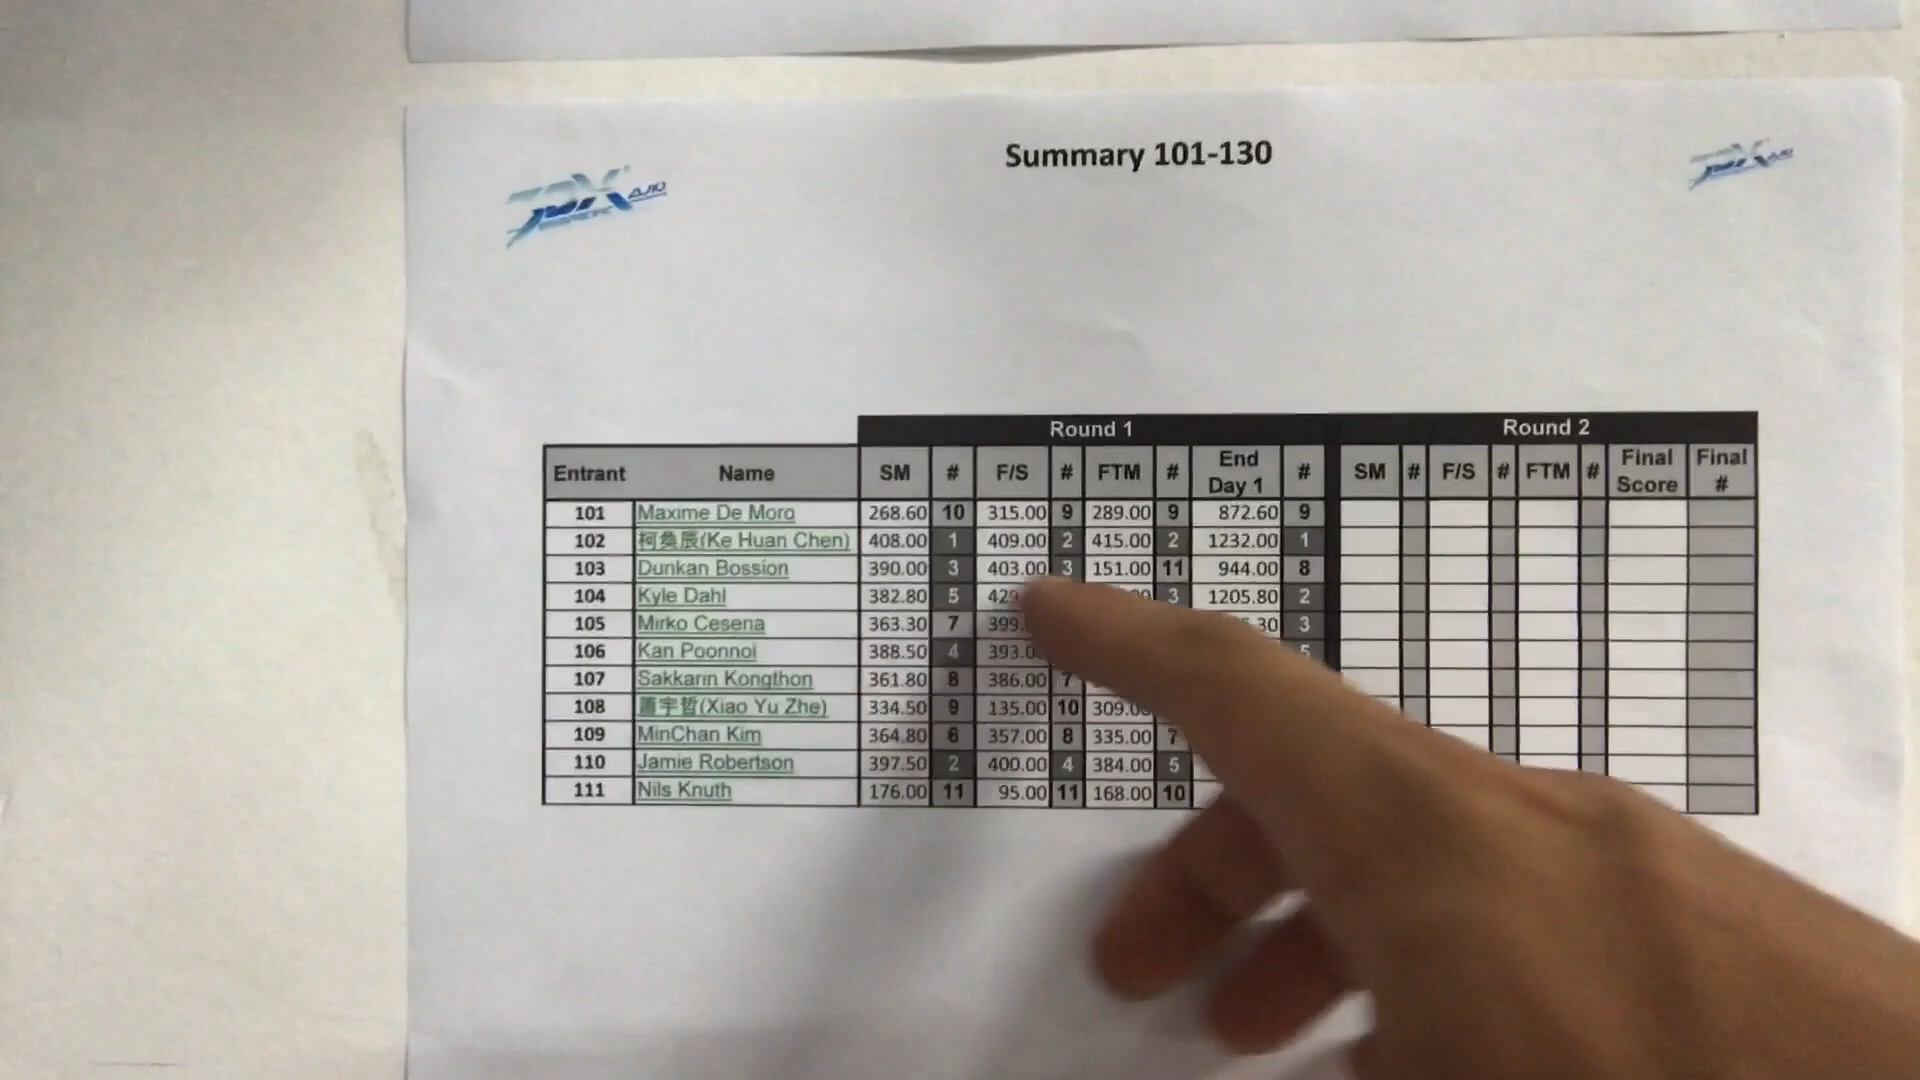 Summary 101-130
Round 1 Round 2
Entrant Name SM # F/S # FTM # End Day 1 # SM # F/S # FTM # Final Score Final #
101 Maxime De Moro 268.60 10 315.00 9 289.00 9 872.60 9
102 柯奐辰(Ke Huan Chen) 408.00 1 409.00 2 415.00 2 1232.00 1
103 Dunkan Bossion 390.00 3 403.00 3 151.00 11 944.00 8
104 Kyle Dahl 382.80 5 3 1205.80 2
105 Mirko Cesena 363.30 7 3
106 Kan Poonnoi 388.50 4 5
107 Sakkarin Kongthon 361.80 8 386.00 7
108 蕭宇哲(Xiao Yu Zhe) 334.50 9 135.00 10
109 MinChan Kim 364.80 6 357.00 8 335.00 7
110 Jamie Robertson 397.50 2 400.00 4 384.00 5
111 Nils Knuth 176.00 11 95.00 11 168.00 10